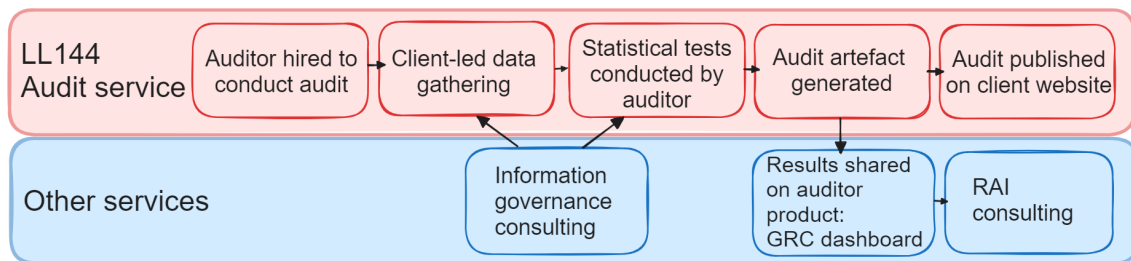 LL144
Audit service
Auditor hired to
conduct audit
Client-led data
gathering
Statistical tests
conducted by
auditor
Audit artefact
generated
Audit published
on client website
Other services
Information
governance
consulting
Results shared
on auditor
product:
GRC dashboard
RAI
consulting